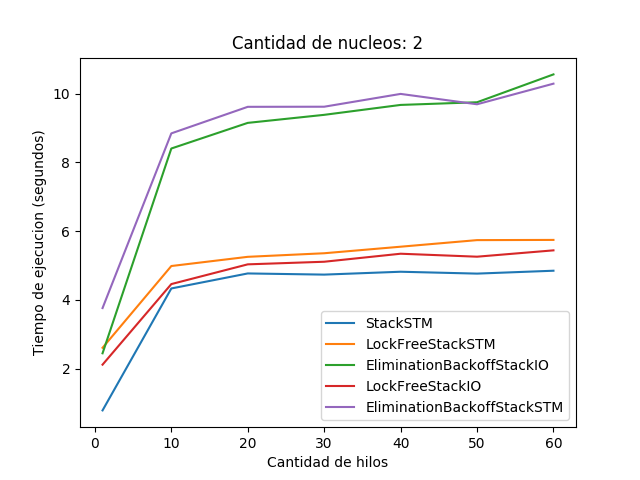 Cantidad de nucleos: 2
Tiempo de ejecucion (segundos)
10
8
6
4
2
StackSTM
LockFreeStackSTM
EliminationBackoffStackIO
LockFreeStackIO
EliminationBackoffStackSTM
0 10 20 30 40 50 60
Cantidad de hilos